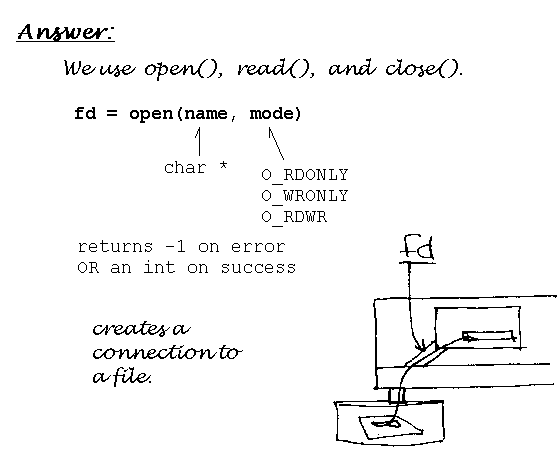 Answer:
We use open(), read(), and close().
fd = open(name, mode)
char *
O_RDONLY
O_WRONLY
O_RDWR
returns -1 on error
OR an int on success
fd
creates a
connection to
a file.